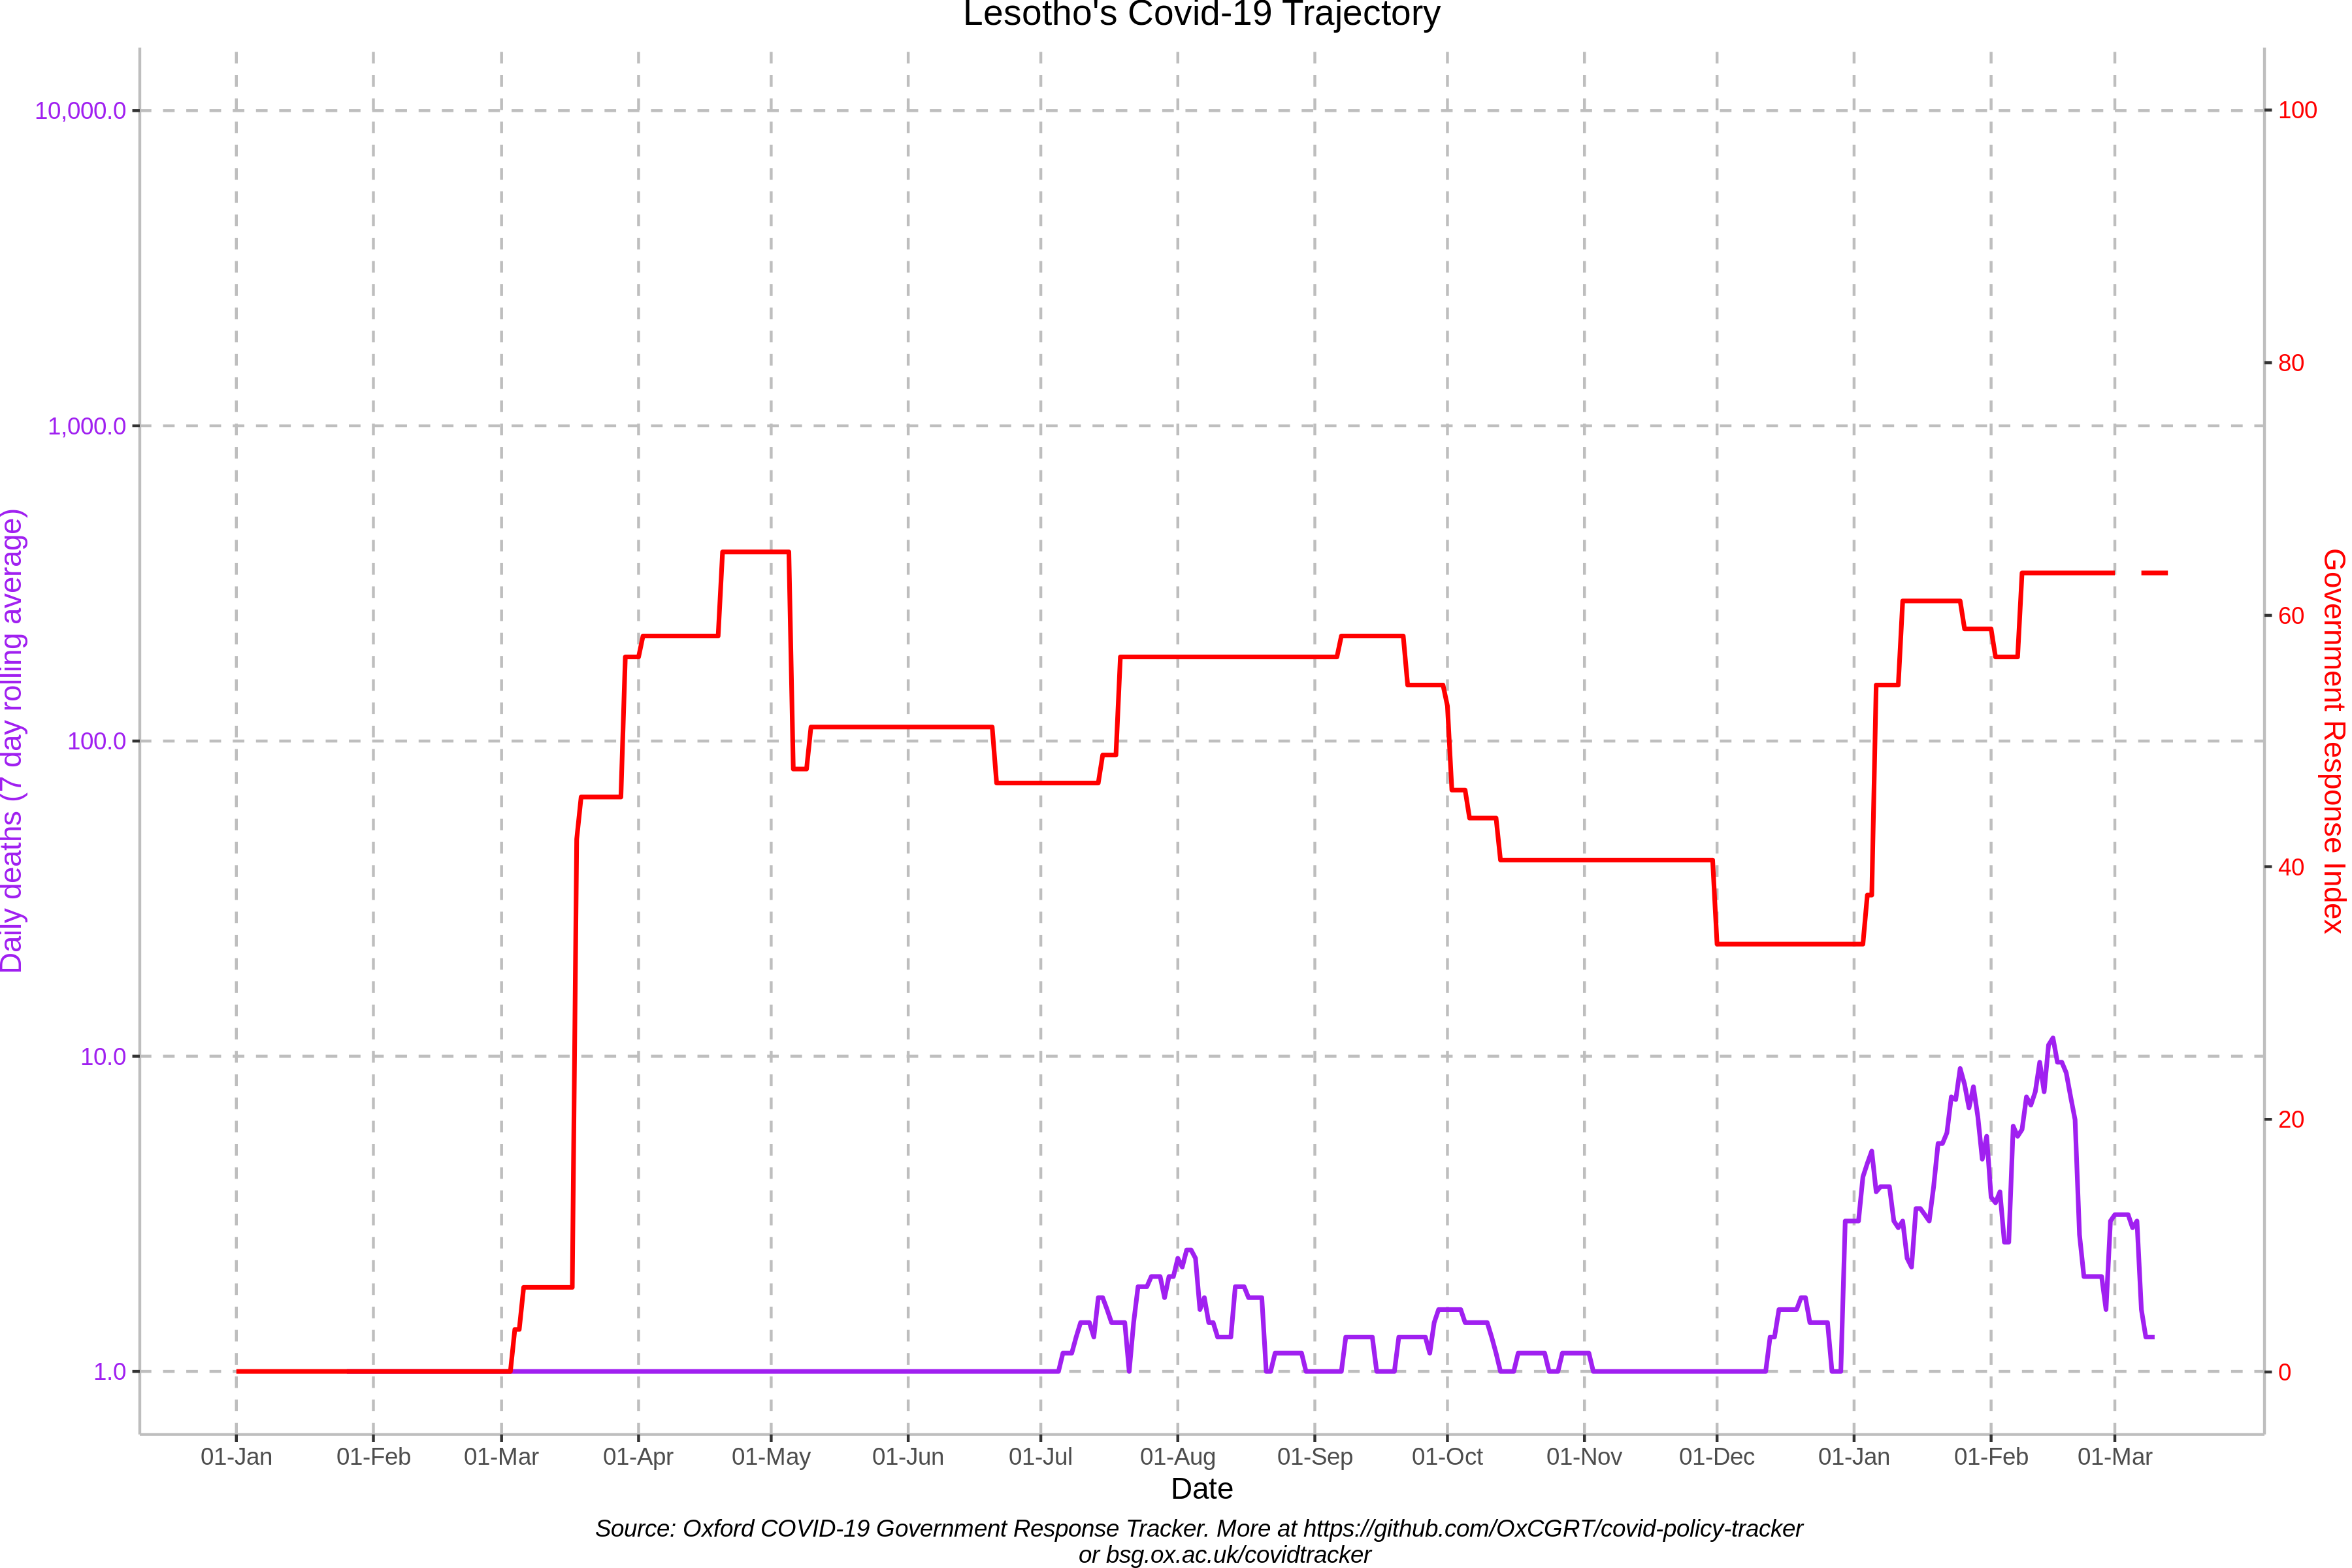 Lesotho's Covid-19 Trajectory
10,000.0
1,000.0
100.0
10.0
1.0
Daily deaths (7 day rolling average)
100
80
60
40
20
0
Government Response Index
01-Jan 01-Feb 01-Mar 01-Apr 01-May 01-Jun 01-Jul 01-Aug 01-Sep 01-Oct 01-Nov 01-Dec 01-Jan 01-Feb 01-Mar
Date
Source: Oxford COVID-19 Government Response Tracker. More at https://github.com/OxCGRT/covid-policy-tracker
or bsg.ox.ac.uk/covidtracker